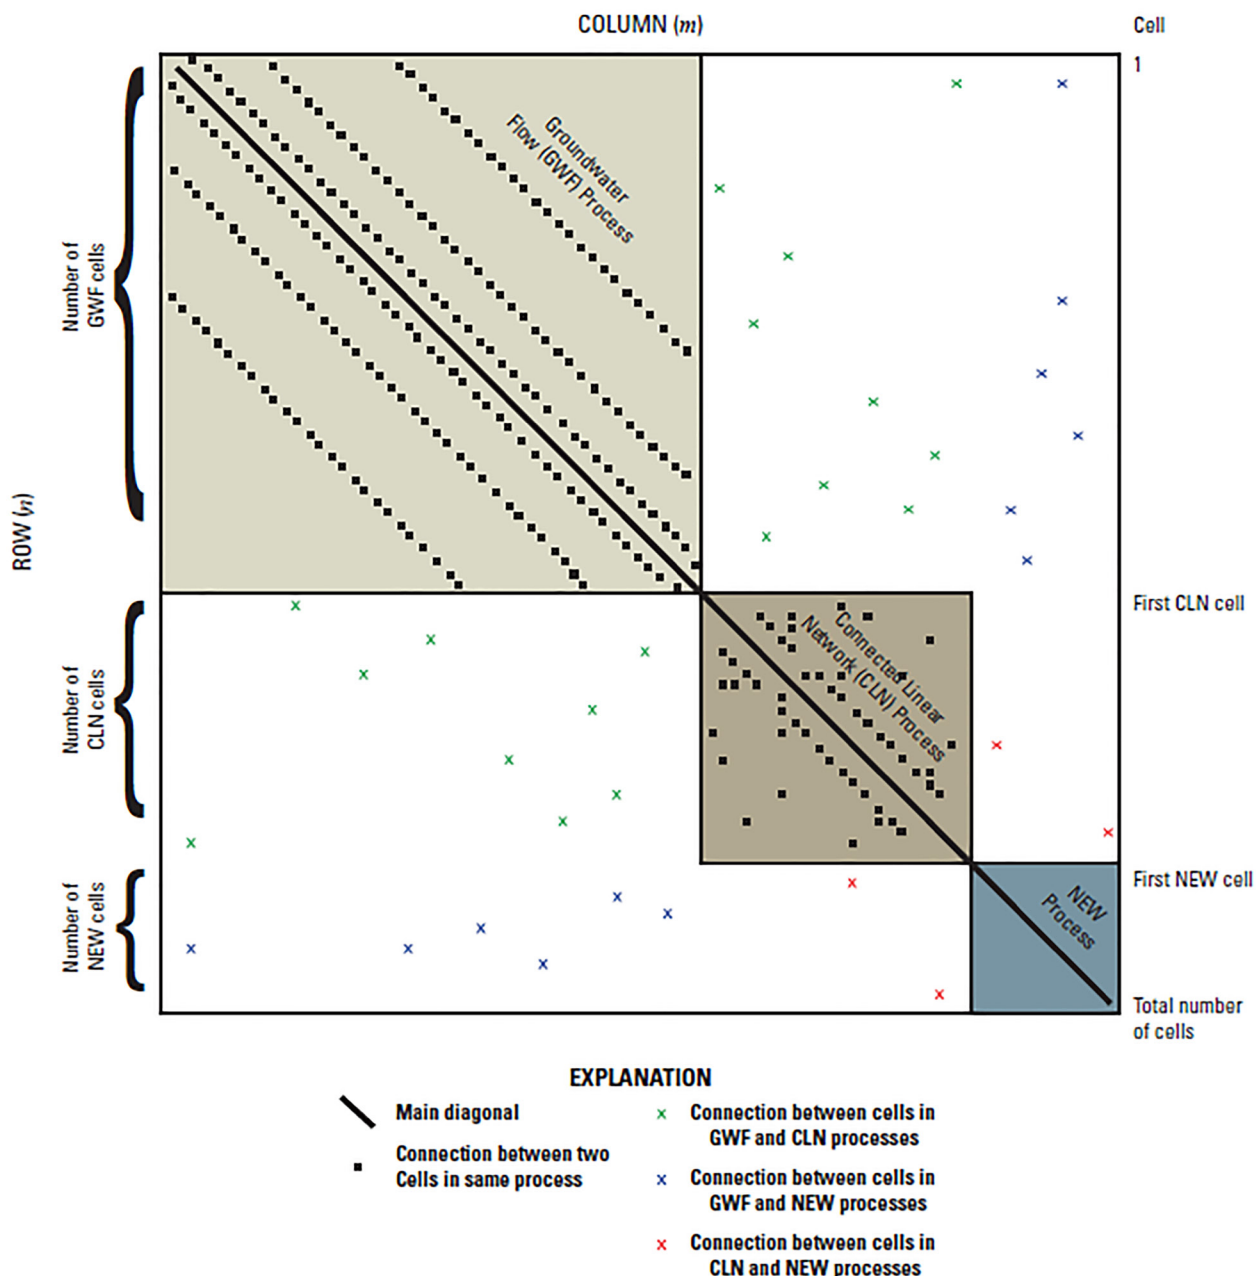 COLUMN (m)
Cell
1
Groundwater
Flow (GWF) Process
Number of
GWF cells
ROW (n)
First CLN cell
Connected Linear
Network (CLN) Process
Number of
CLN cells
First NEW cell
NEW
Process
Number of
NEW cells
Total number
of cells
EXPLANATION
Main diagonal
Connection between two
Cells in same process
Connection between cells in
GWF and CLN processes
Connection between cells in
GWF and NEW processes
Connection between cells in
CLN and NEW processes